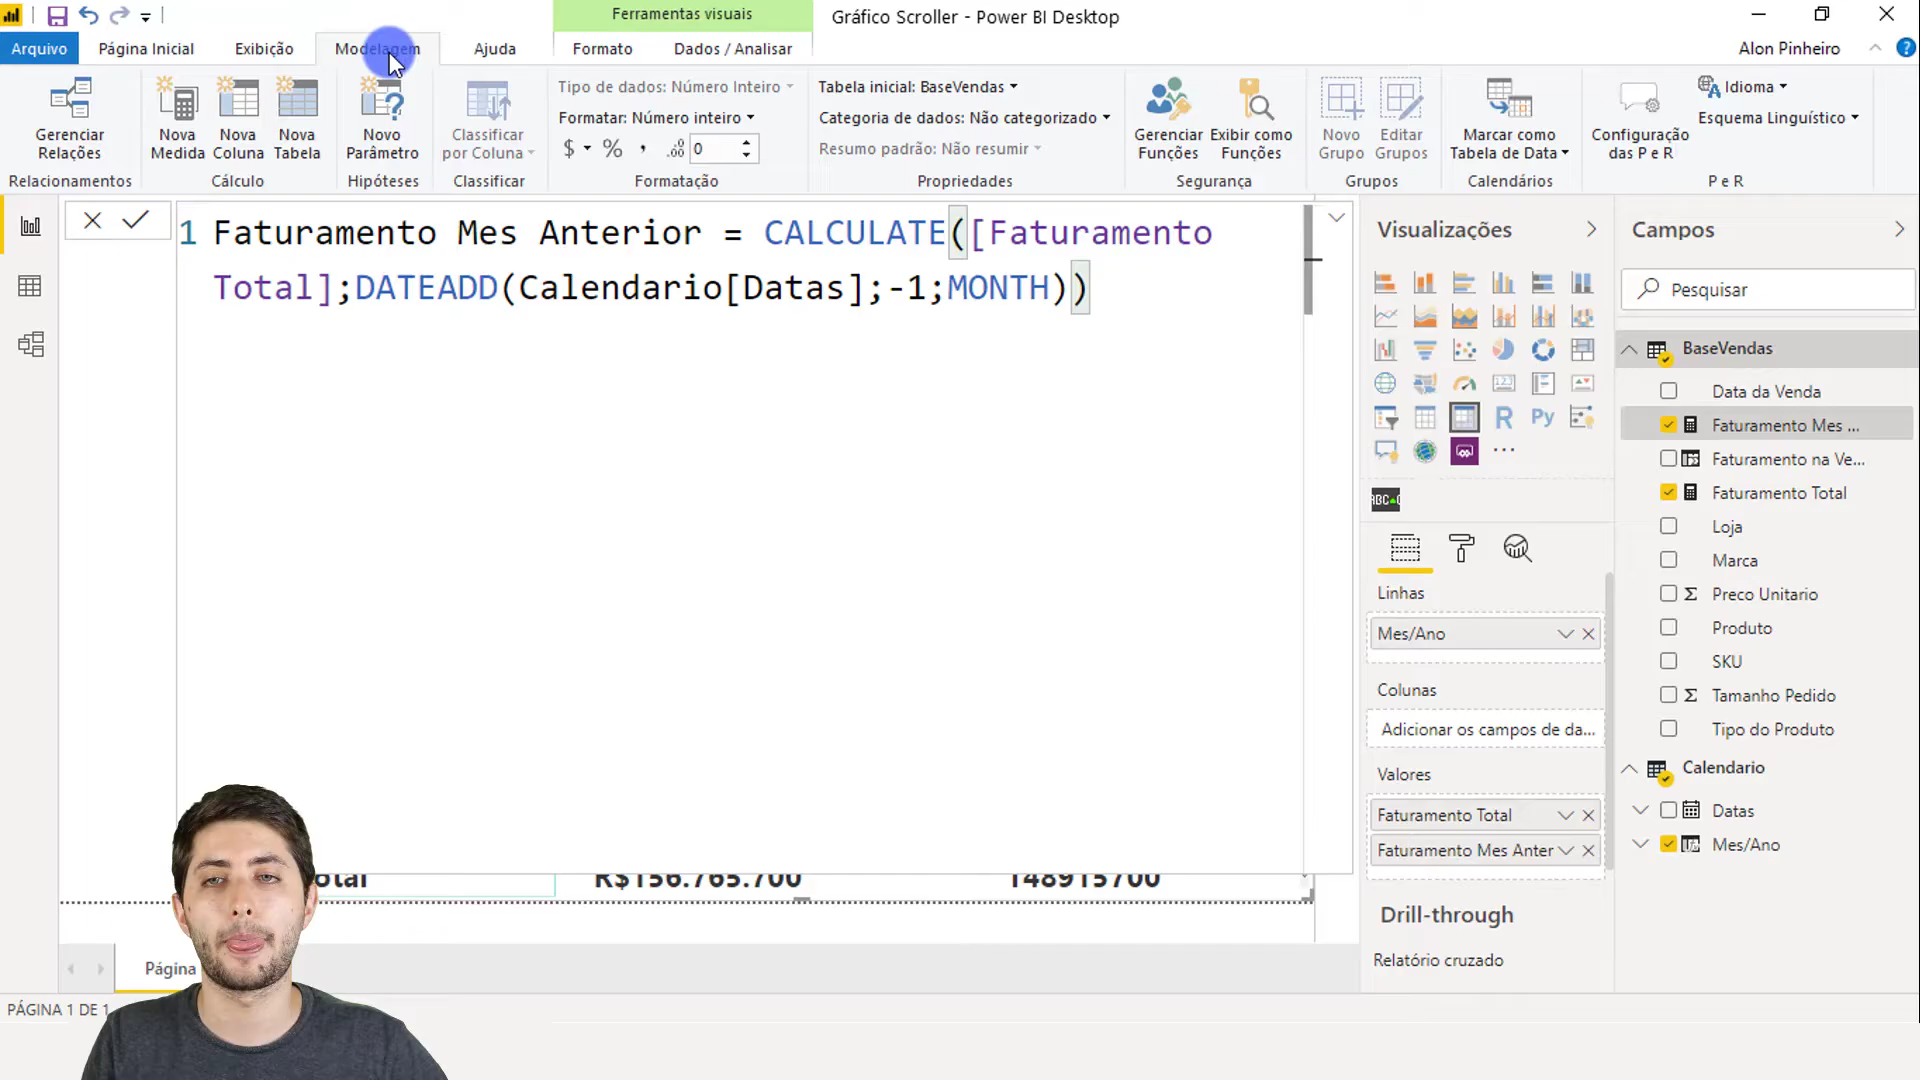 Ferramentas visuais
Gráfico Scroller - Power BI Desktop
Arquivo
Página Inicial
Exibição
Modelagem
Ajuda
Formato
Dados / Analisar
Alon Pinheiro
Gerenciar
Relações
Relacionamentos
Nova
Medida
Nova
Coluna
Nova
Tabela
Cálculo
Novo
Parâmetro
Hipóteses
Classificar
por Coluna
Classificar
Tipo de dados: Número Inteiro
Formatar: Número inteiro
$ % , .00 0
Formatação
Tabela inicial: BaseVendas
Categoria de dados: Não categorizado
Resumo padrão: Não resumir
Propriedades
Gerenciar
Funções
Exibir como
Funções
Segurança
Novo
Grupo
Editar
Grupos
Grupos
Marcar como
Tabela de Data
Calendários
Configuração
das P e R
Idioma
Esquema Linguístico
P e R
1 Faturamento Mes Anterior = CALCULATE([Faturamento
Total];DATEADD(Calendario[Datas];-1;MONTH))
R$156.765.700 148915700
Página
PÁGINA 1 DE 1
Visualizações
R Py
123
ABC
Linhas
Mes/Ano
Colunas
Adicionar os campos de da...
Valores
Faturamento Total
Faturamento Mes Anter
Drill-through
Relatório cruzado
Campos
Pesquisar
BaseVendas
Data da Venda
Faturamento Mes ...
Faturamento na Ve...
Faturamento Total
Loja
Marca
Preco Unitario
Produto
SKU
Tamanho Pedido
Tipo do Produto
Calendario
Datas
Mes/Ano